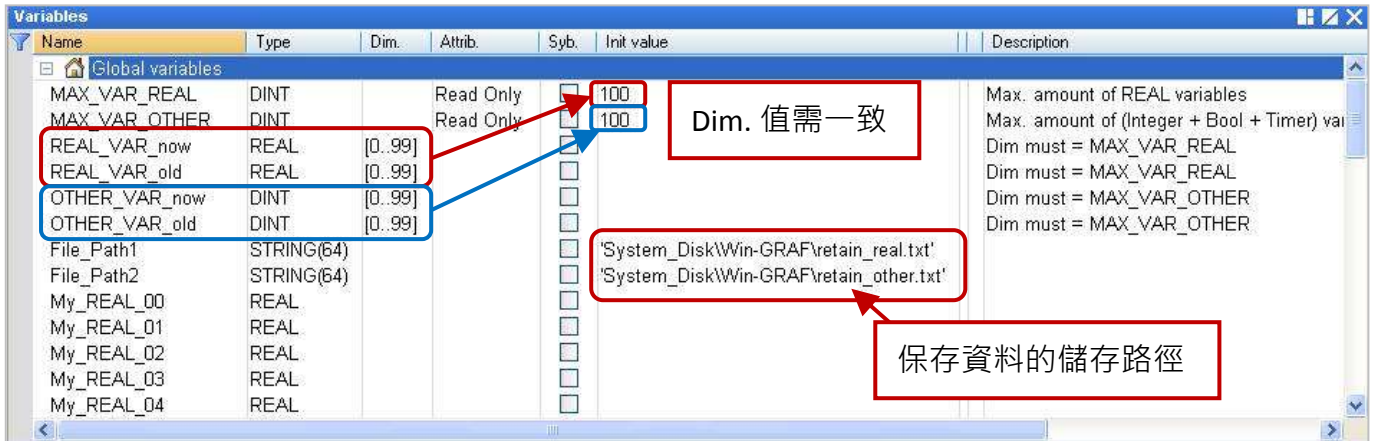 Variables
Name Type Dim. Attrib. Syb. Init value Description
Global variables
MAX_VAR_REAL DINT Read Only 100 Max. amount of REAL variables
MAX_VAR_OTHER DINT Read Only 100 Max. amount of (Integer + Bool + Timer) var
REAL_VAR_now REAL [0..99] Dim must = MAX_VAR_REAL
REAL_VAR_old REAL [0..99] Dim must = MAX_VAR_REAL
OTHER_VAR_now DINT [0..99] Dim must = MAX_VAR_OTHER
OTHER_VAR_old DINT [0..99] Dim must = MAX_VAR_OTHER
File_Path1 STRING(64) 'System_Disk\Win-GRAF\retain_real.txt'
File_Path2 STRING(64) 'System_Disk\Win-GRAF\retain_other.txt'
My_REAL_00 REAL
My_REAL_01 REAL
My_REAL_02 REAL
My_REAL_03 REAL
My_REAL_04 REAL
Dim. 值需一致
保存資料的儲存路徑